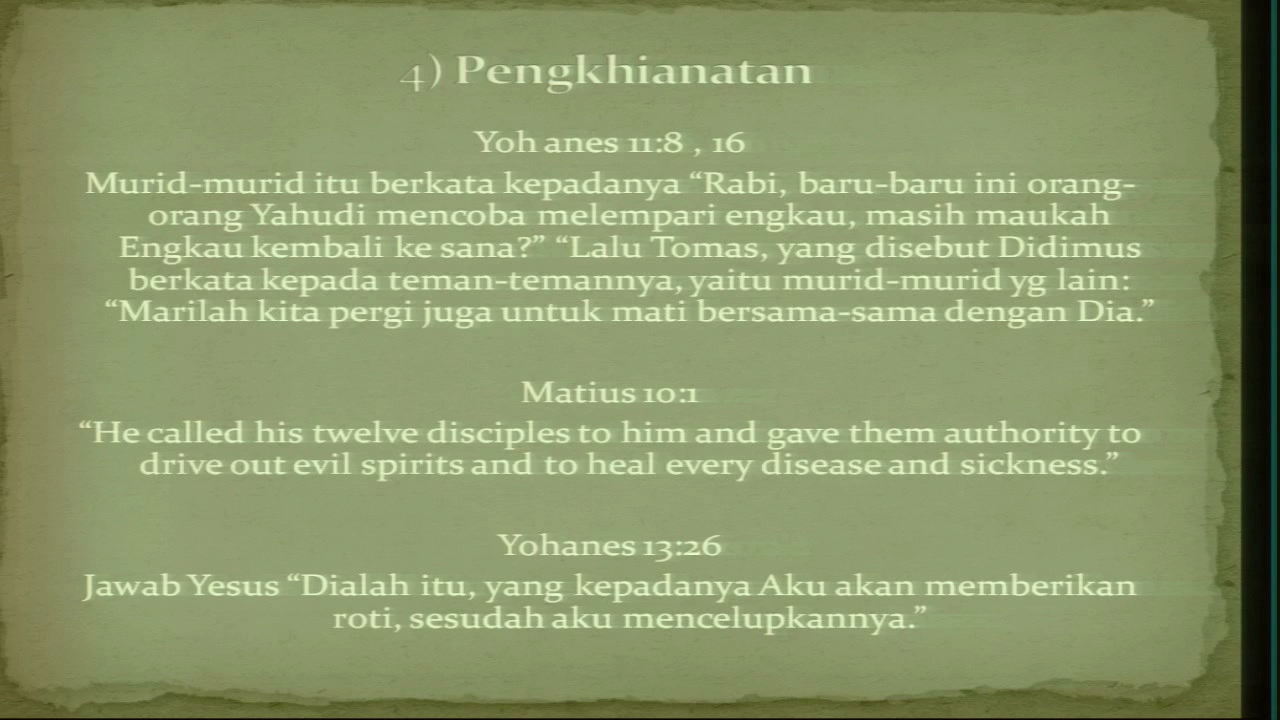 4) Pengkhianatan
Yoh anes 11:8 , 16
Murid-murid itu berkata kepadanya “Rabi, baru-baru ini orang-
orang Yahudi mencoba melempari engkau, masih maukah
Engkau kembali ke sana?” “Lalu Tomas, yang disebut Didimus
berkata kepada teman-temannya, yaitu murid-murid yg lain:
“Marilah kita pergi juga untuk mati bersama-sama dengan Dia.”
Matius 10:1
“He called his twelve disciples to him and gave them authority to
drive out evil spirits and to heal every disease and sickness.”
Yohanes 13:26
Jawab Yesus “Dialah itu, yang kepadanya Aku akan memberikan
roti, sesudah aku mencelupkannya.”